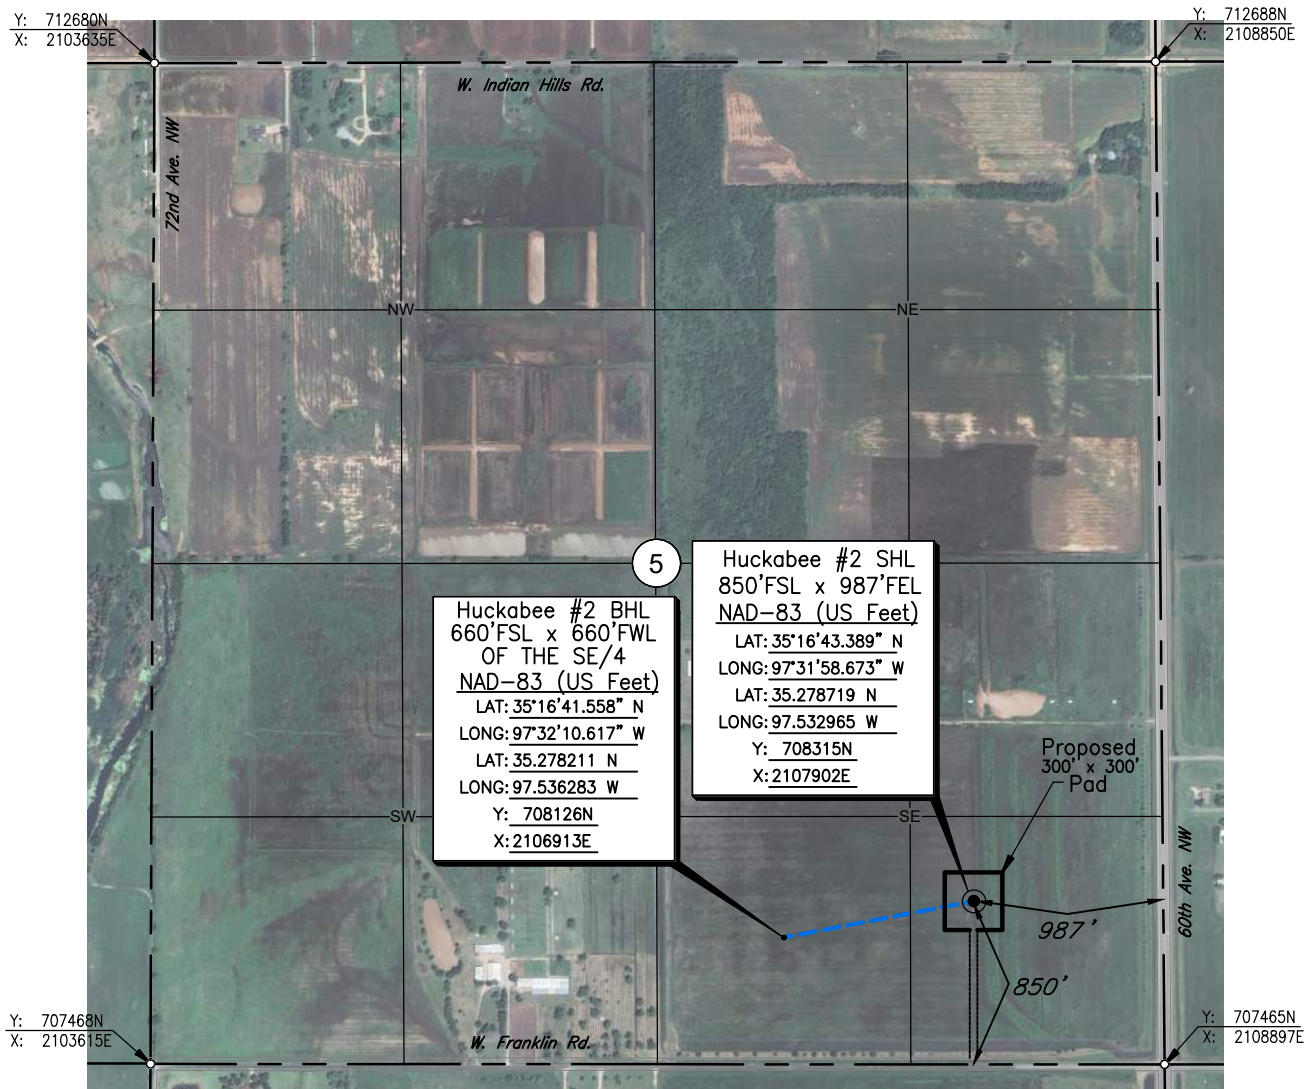 Y: 712680N
X: 2103635E
Y: 712688N
X: 2108850E
W. Indian Hills Rd.
72nd Ave. NW
NW
NE
5
Huckabee #2 SHL
850'FSL x 987'FEL
NAD-83 (US Feet)
LAT: 35°16'43.389" N
LONG: 97°31'58.673" W
LAT: 35.278719 N
LONG: 97.532965 W
Y: 708315N
X: 2107902E
Huckabee #2 BHL
660'FSL x 660'FWL
OF THE SE/4
NAD-83 (US Feet)
LAT: 35°16'41.558" N
LONG: 97°32'10.617" W
LAT: 35.278211 N
LONG: 97.536283 W
Y: 708126N
X: 2106913E
Proposed
300' x 300'
Pad
SW
SE
60th Ave. NW
987'
850'
W. Franklin Rd.
Y: 707468N
X: 2103615E
Y: 707465N
X: 2108897E